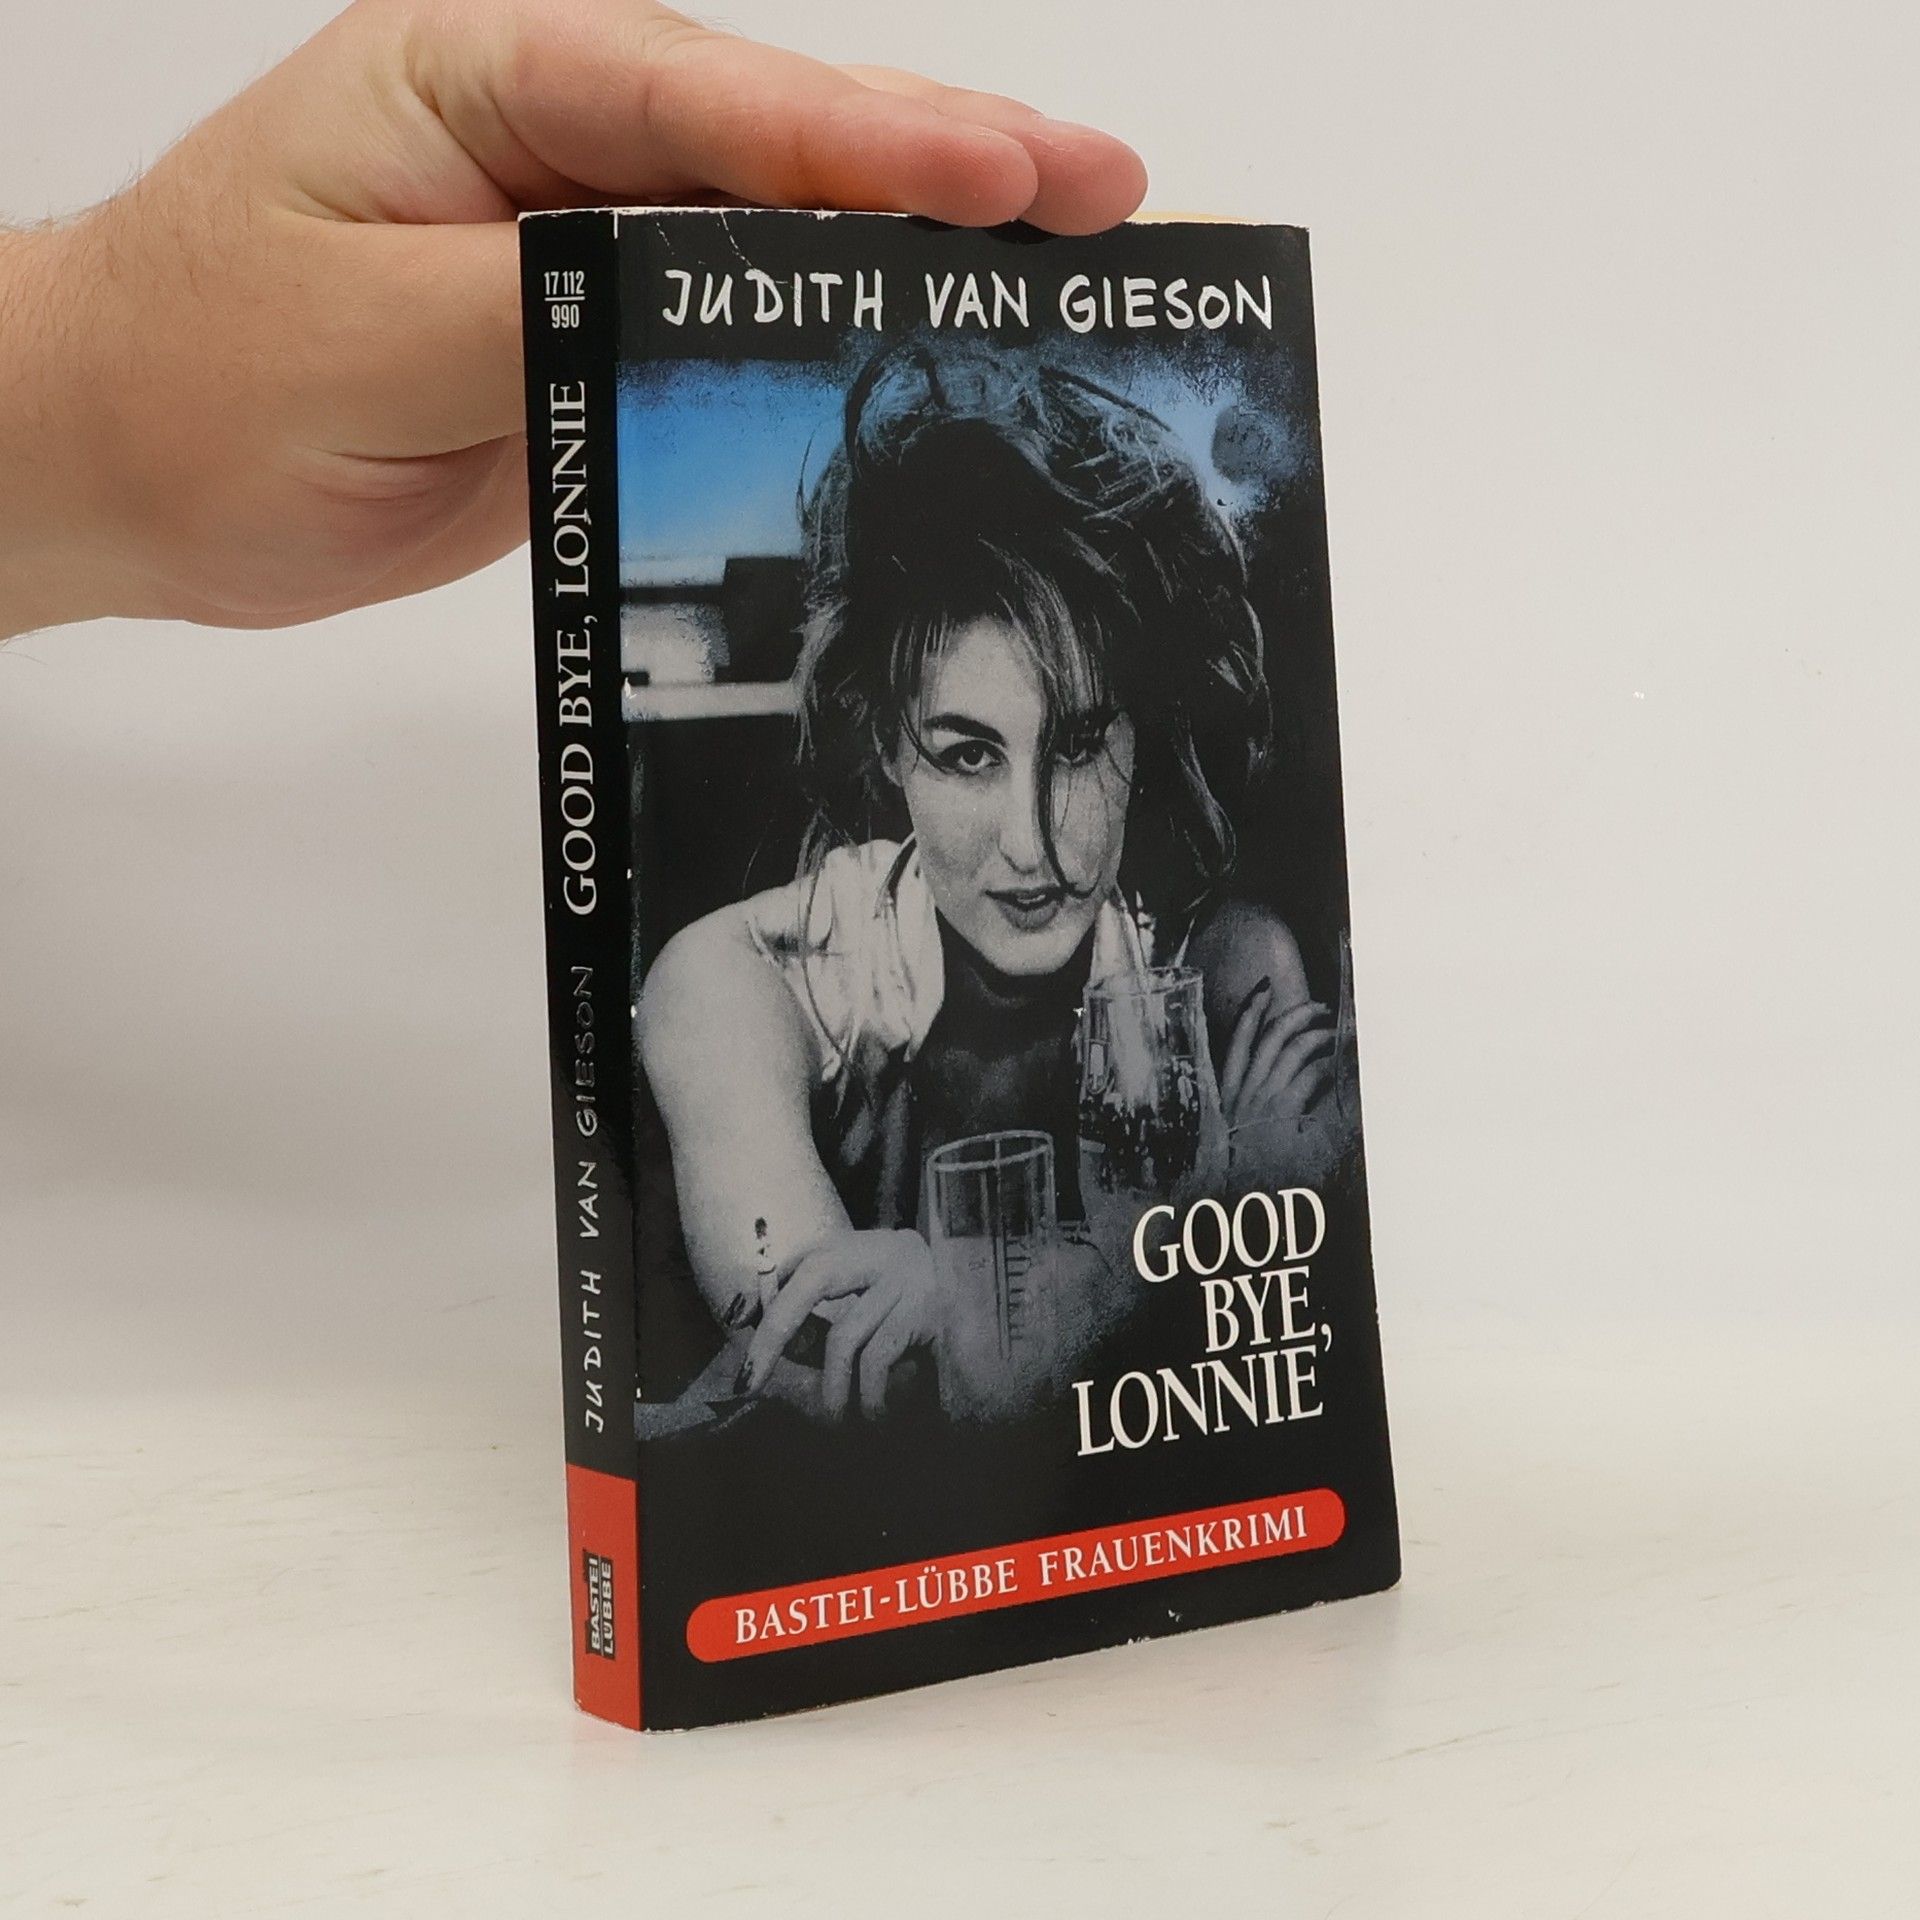 17 112
990
GOOD BYE, LONNIE
JUDITH VAN GIESON
BASTEI
LÜBBE
JUDITH VAN GIESON
GOOD
BYE,
LONNIE
BASTEI-LÜBBE FRAUENKRIMI